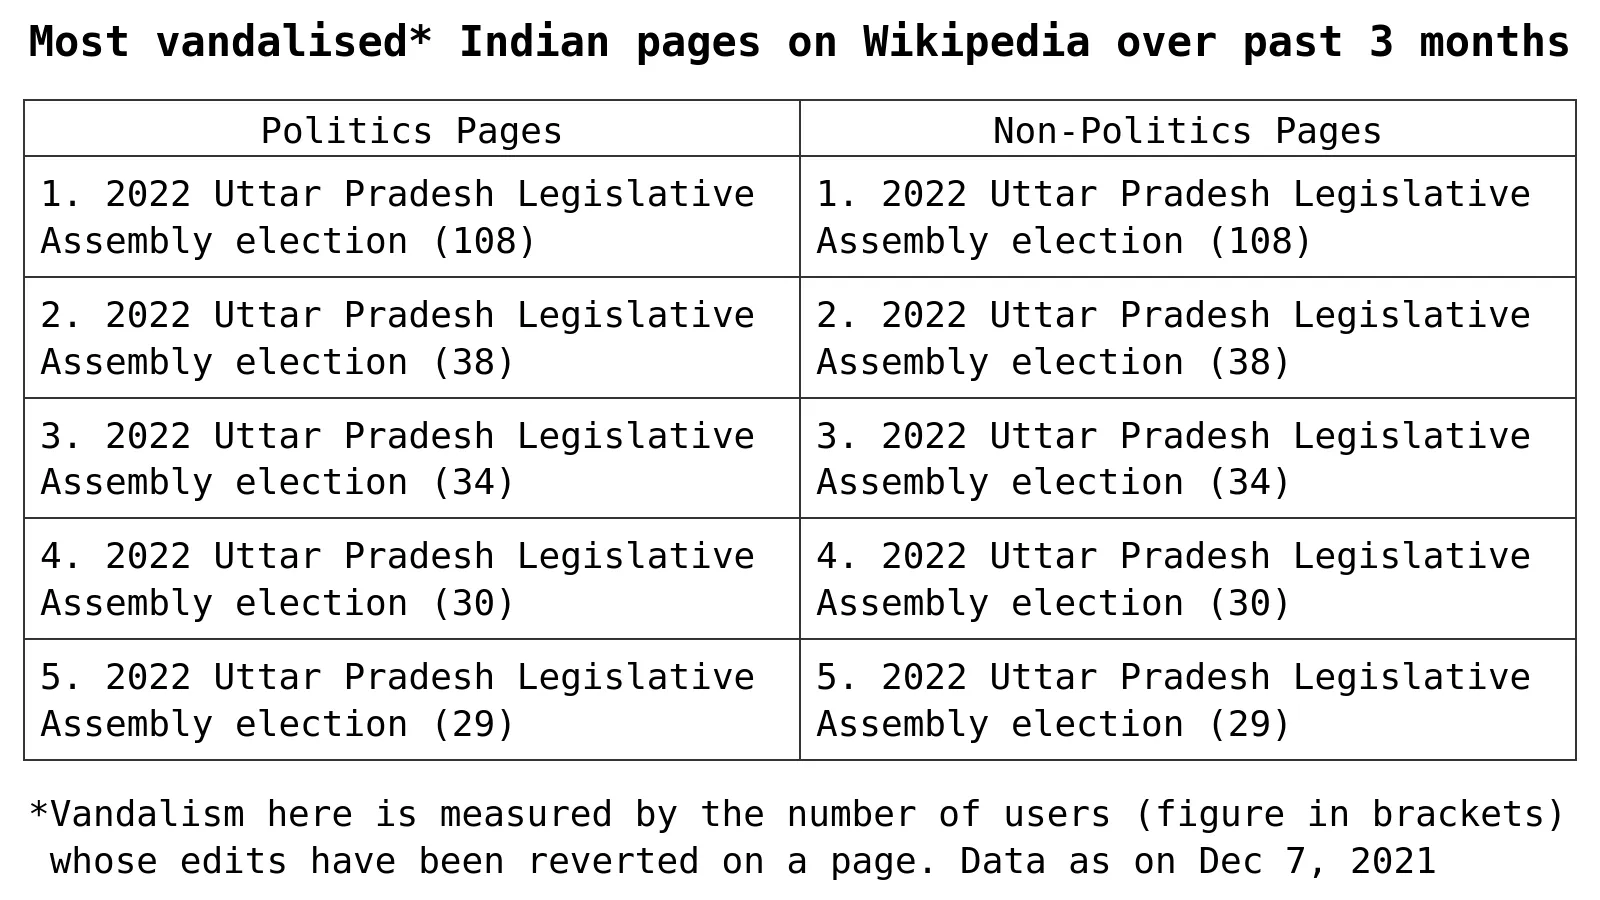 Most vandalised* Indian pages on Wikipedia over past 3 months
Politics Pages
Non-Politics Pages
1. 2022 Uttar Pradesh Legislative
Assembly election (108)
1. 2022 Uttar Pradesh Legislative
Assembly election (108)
2. 2022 Uttar Pradesh Legislative
Assembly election (38)
2. 2022 Uttar Pradesh Legislative
Assembly election (38)
3. 2022 Uttar Pradesh Legislative
Assembly election (34)
3. 2022 Uttar Pradesh Legislative
Assembly election (34)
4. 2022 Uttar Pradesh Legislative
Assembly election (30)
4. 2022 Uttar Pradesh Legislative
Assembly election (30)
5. 2022 Uttar Pradesh Legislative
Assembly election (29)
5. 2022 Uttar Pradesh Legislative
Assembly election (29)
*Vandalism here is measured by the number of users (figure in brackets)
whose edits have been reverted on a page. Data as on Dec 7, 2021